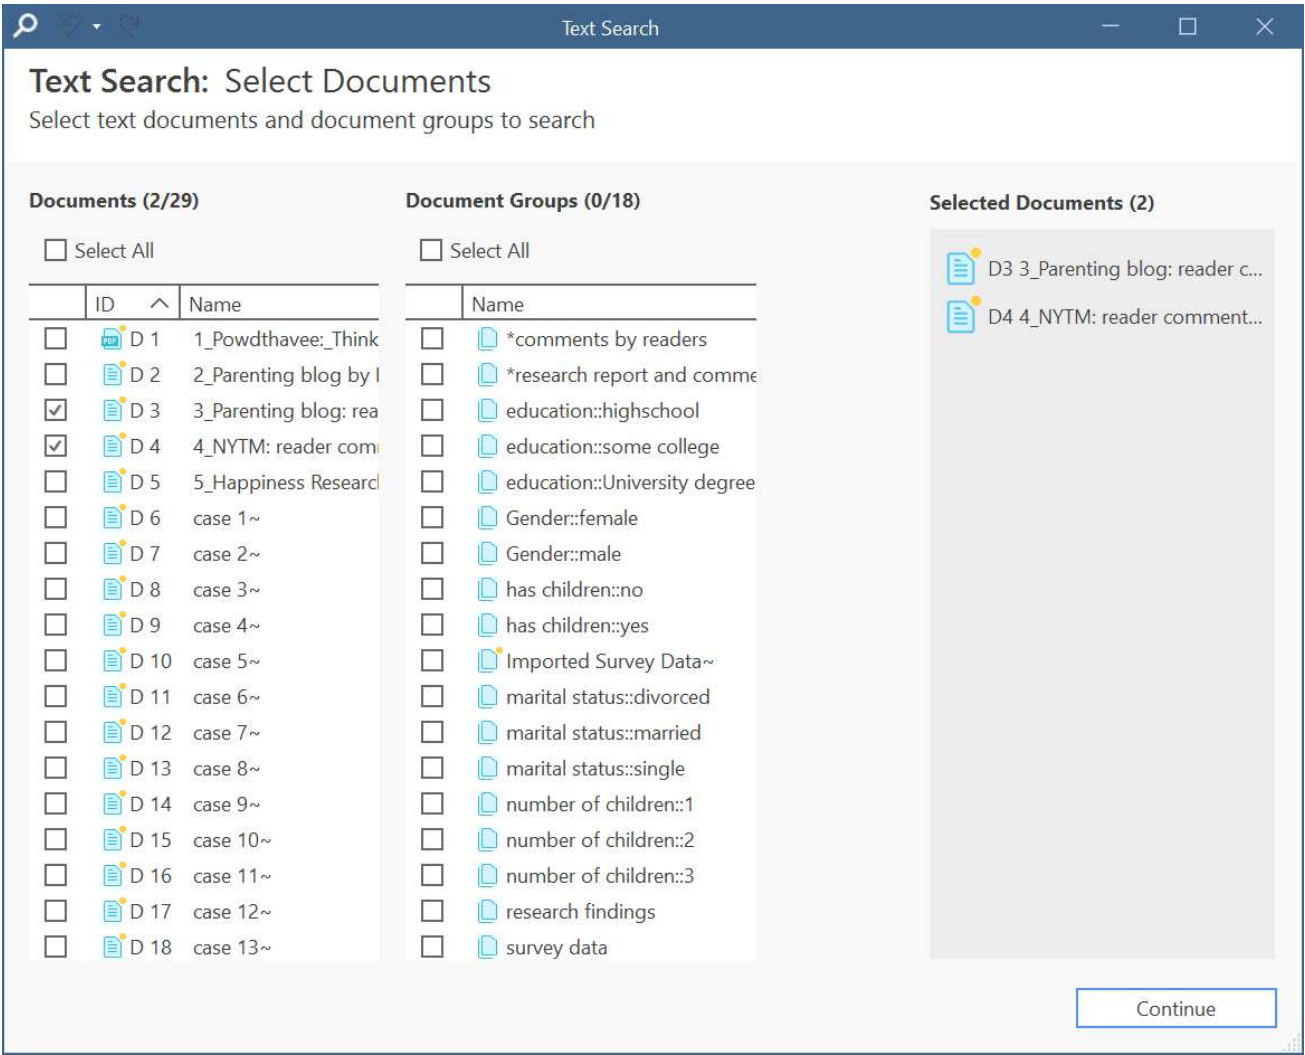 Text Search
Text Search: Select Documents
Select text documents and document groups to search
Documents (2/29)
Select All
ID Name
D 1 1_Powdthavee:_Think
D 2 2_Parenting blog by
D 3 3_Parenting blog: rea
D 4 4_NYTM: reader com
D 5 5_Happiness Researc
D 6 case 1~
D 7 case 2~
D 8 case 3~
D 9 case 4~
D 10 case 5~
D 11 case 6~
D 12 case 7~
D 13 case 8~
D 14 case 9~
D 15 case 10~
D 16 case 11~
D 17 case 12~
D 18 case 13~
Document Groups (0/18)
Select All
Name
*comments by readers
*research report and comme
education::highschool
education::some college
education::University degree
Gender::female
Gender::male
has children::no
has children::yes
Imported Survey Data~
marital status::divorced
marital status::married
marital status::single
number of children::1
number of children::2
number of children::3
research findings
survey data
Selected Documents (2)
D3 3_Parenting blog: reader c...
D4 4_NYTM: reader comment...
Continue